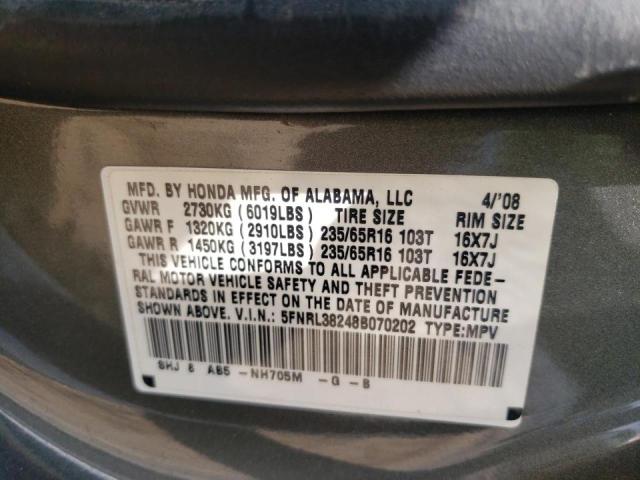 MFD. BY HONDA MFG. OF ALABAMA, LLC 4/'08
GVWR 2730KG (6019LBS) TIRE SIZE RIM SIZE
GAWR F 1320KG (2910LBS) 235/65R16 103T 16X7J
GAWR R 1450KG (3197LBS) 235/65R16 103T 16X7J
THIS VEHICLE CONFORMS TO ALL APPLICABLE FEDE-
RAL MOTOR VEHICLE SAFETY AND THEFT PREVENTION
STANDARDS IN EFFECT ON THE DATE OF MANUFACTURE
SHOWN ABOVE. V.I.N.: 5FNRL38248B070202 TYPE:MPV
SHJ 8 AB5 -NH705M -G -B